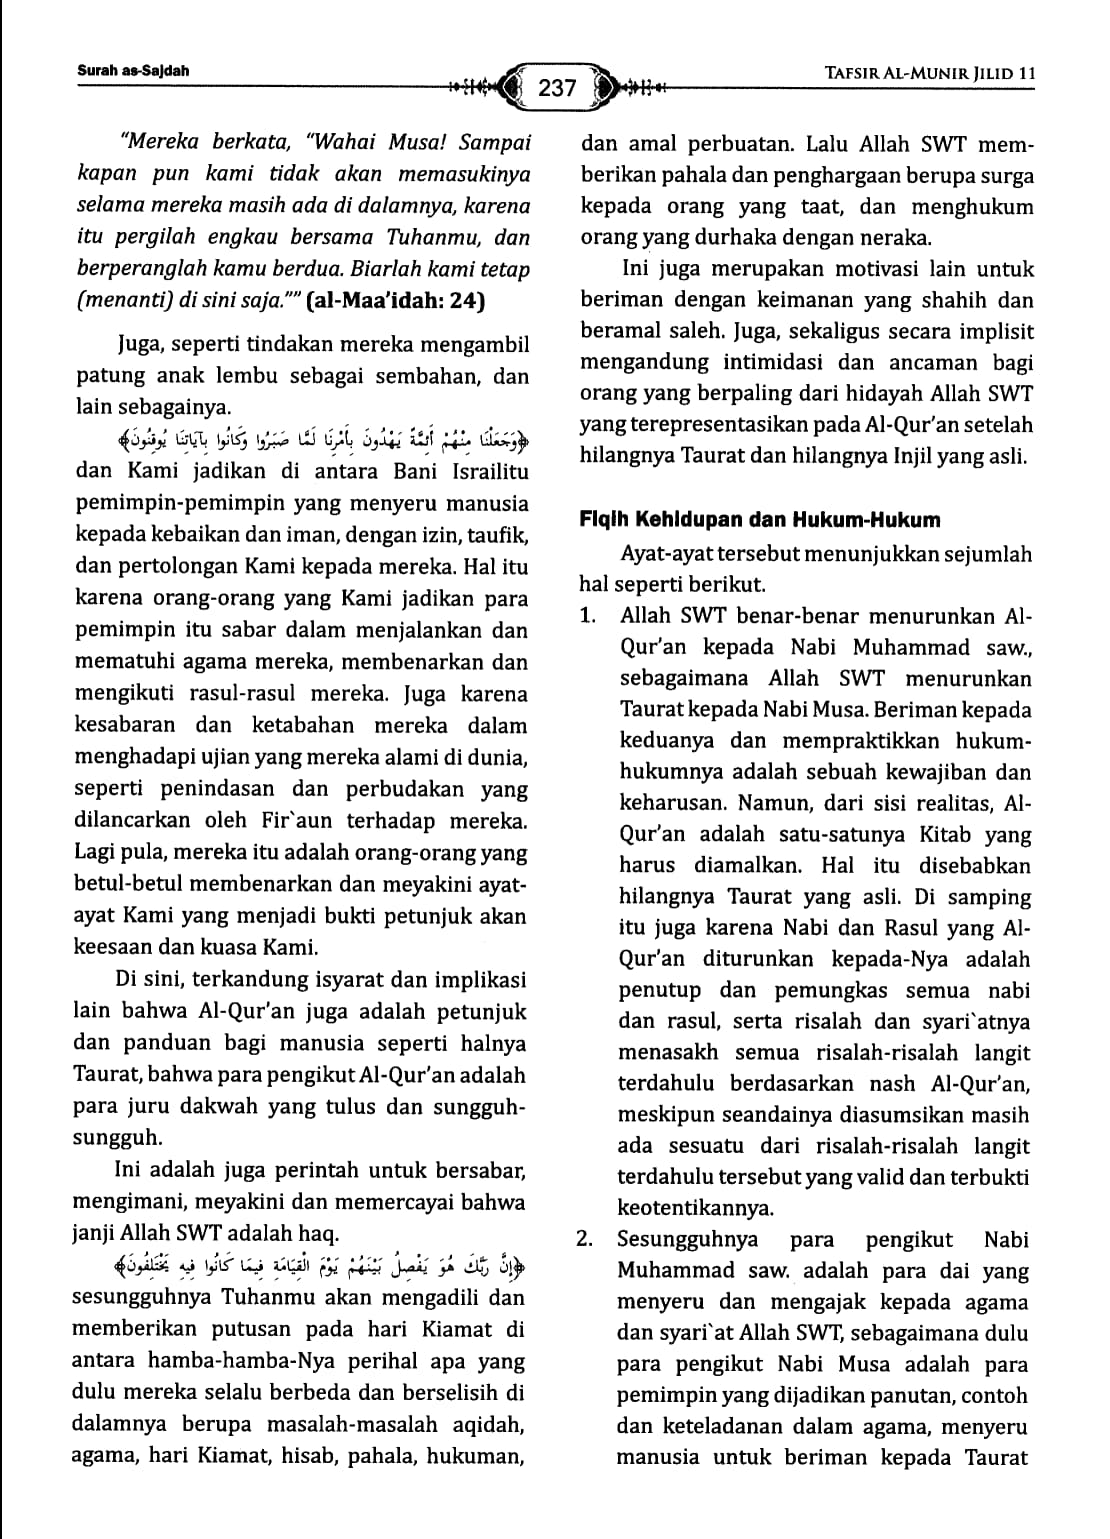 Surah as-Sajdah
237
TAFSIR AL-MUNIR JILID 11
“Mereka berkata, “Wahai Musa! Sampai
kapan pun kami tidak akan memasukinya
selama mereka masih ada di dalamnya, karena
itu pergilah engkau bersama Tuhanmu, dan
berperanglah kamu berdua. Biarlah kami tetap
(menanti) di sini saja.”” (al-Maa’idah: 24)
Juga, seperti tindakan mereka mengambil
patung anak lembu sebagai sembahan, dan
lain sebagainya.
﴿وَجَعَلْنَا مِنْهُمْ أَئِمَّةً يَهْدُونَ بِأَمْرِنَا لَمَّا صَبَرُوا وَكَانُوا بِآيَاتِنَا يُوقِنُونَ﴾
dan Kami jadikan di antara Bani Israilitu
pemimpin-pemimpin yang menyeru manusia
kepada kebaikan dan iman, dengan izin, taufik,
dan pertolongan Kami kepada mereka. Hal itu
karena orang-orang yang Kami jadikan para
pemimpin itu sabar dalam menjalankan dan
mematuhi agama mereka, membenarkan dan
mengikuti rasul-rasul mereka. Juga karena
kesabaran dan ketabahan mereka dalam
menghadapi ujian yang mereka alami di dunia,
seperti penindasan dan perbudakan yang
dilancarkan oleh Fir`aun terhadap mereka.
Lagi pula, mereka itu adalah orang-orang yang
betul-betul membenarkan dan meyakini ayat-
ayat Kami yang menjadi bukti petunjuk akan
keesaan dan kuasa Kami.
Di sini, terkandung isyarat dan implikasi
lain bahwa Al-Qur’an juga adalah petunjuk
dan panduan bagi manusia seperti halnya
Taurat, bahwa para pengikut Al-Qur’an adalah
para juru dakwah yang tulus dan sungguh-
sungguh.
Ini adalah juga perintah untuk bersabar,
mengimani, meyakini dan memercayai bahwa
janji Allah SWT adalah haq.
﴿إِنَّ رَبَّكَ هُوَ يَفْصِلُ بَيْنَهُمْ يَوْمَ الْقِيَامَةِ فِيمَا كَانُوا فِيهِ يَخْتَلِفُونَ﴾
sesungguhnya Tuhanmu akan mengadili dan
memberikan putusan pada hari Kiamat di
antara hamba-hamba-Nya perihal apa yang
dulu mereka selalu berbeda dan berselisih di
dalamnya berupa masalah-masalah aqidah,
agama, hari Kiamat, hisab, pahala, hukuman,
dan amal perbuatan. Lalu Allah SWT mem-
berikan pahala dan penghargaan berupa surga
kepada orang yang taat, dan menghukum
orang yang durhaka dengan neraka.
Ini juga merupakan motivasi lain untuk
beriman dengan keimanan yang shahih dan
beramal saleh. Juga, sekaligus secara implisit
mengandung intimidasi dan ancaman bagi
orang yang berpaling dari hidayah Allah SWT
yang terepresentasikan pada Al-Qur’an setelah
hilangnya Taurat dan hilangnya Injil yang asli.
Fiqih Kehidupan dan Hukum-Hukum
Ayat-ayat tersebut menunjukkan sejumlah
hal seperti berikut.
1. Allah SWT benar-benar menurunkan Al-
Qur’an kepada Nabi Muhammad saw.,
sebagaimana Allah SWT menurunkan
Taurat kepada Nabi Musa. Beriman kepada
keduanya dan mempraktikkan hukum-
hukumnya adalah sebuah kewajiban dan
keharusan. Namun, dari sisi realitas, Al-
Qur’an adalah satu-satunya Kitab yang
harus diamalkan. Hal itu disebabkan
hilangnya Taurat yang asli. Di samping
itu juga karena Nabi dan Rasul yang Al-
Qur’an diturunkan kepada-Nya adalah
penutup dan pemungkas semua nabi
dan rasul, serta risalah dan syari`atnya
menasakh semua risalah-risalah langit
terdahulu berdasarkan nash Al-Qur’an,
meskipun seandainya diasumsikan masih
ada sesuatu dari risalah-risalah langit
terdahulu tersebut yang valid dan terbukti
keotentikannya.
2. Sesungguhnya para pengikut Nabi
Muhammad saw. adalah para dai yang
menyeru dan mengajak kepada agama
dan syari`at Allah SWT, sebagaimana dulu
para pengikut Nabi Musa adalah para
pemimpin yang dijadikan panutan, contoh
dan keteladanan dalam agama, menyeru
manusia untuk beriman kepada Taurat